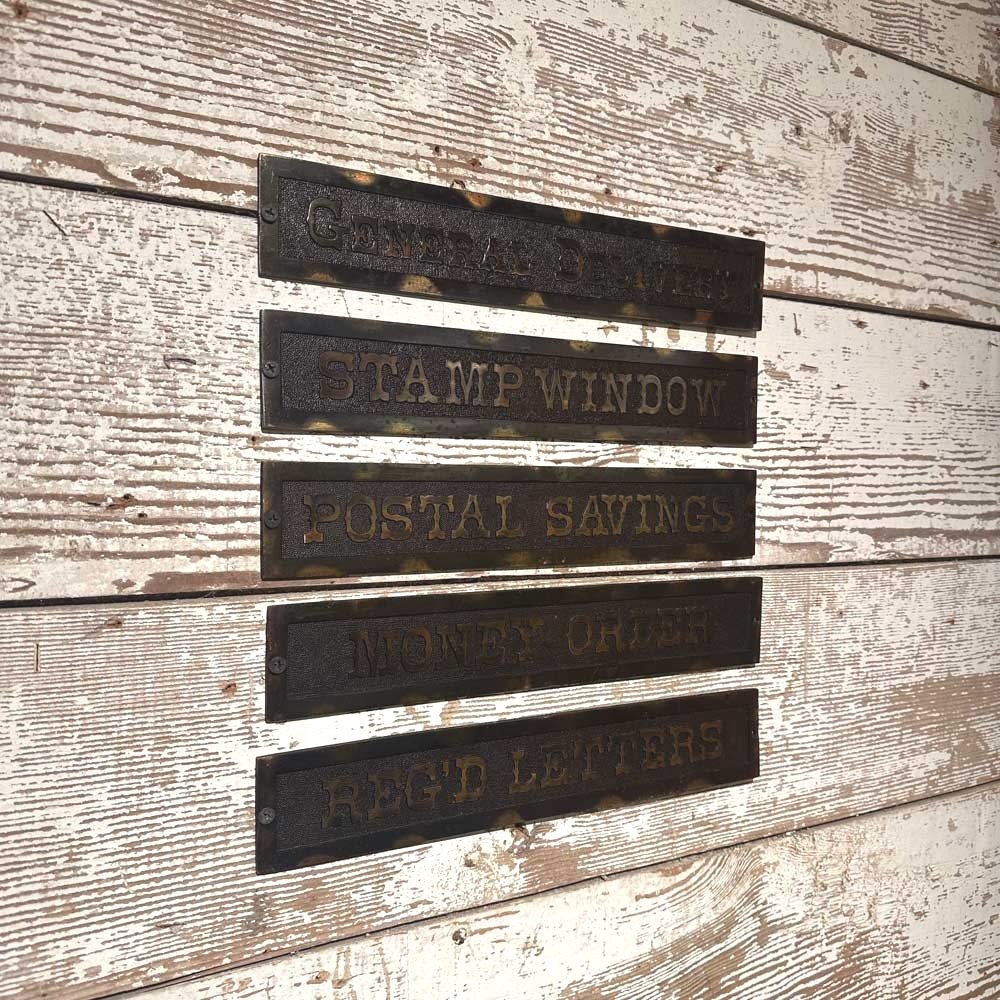 GENERAL DELIVERY
STAMP WINDOW
POSTAL SAVINGS
MONEY ORDER
REG'D LETTERS